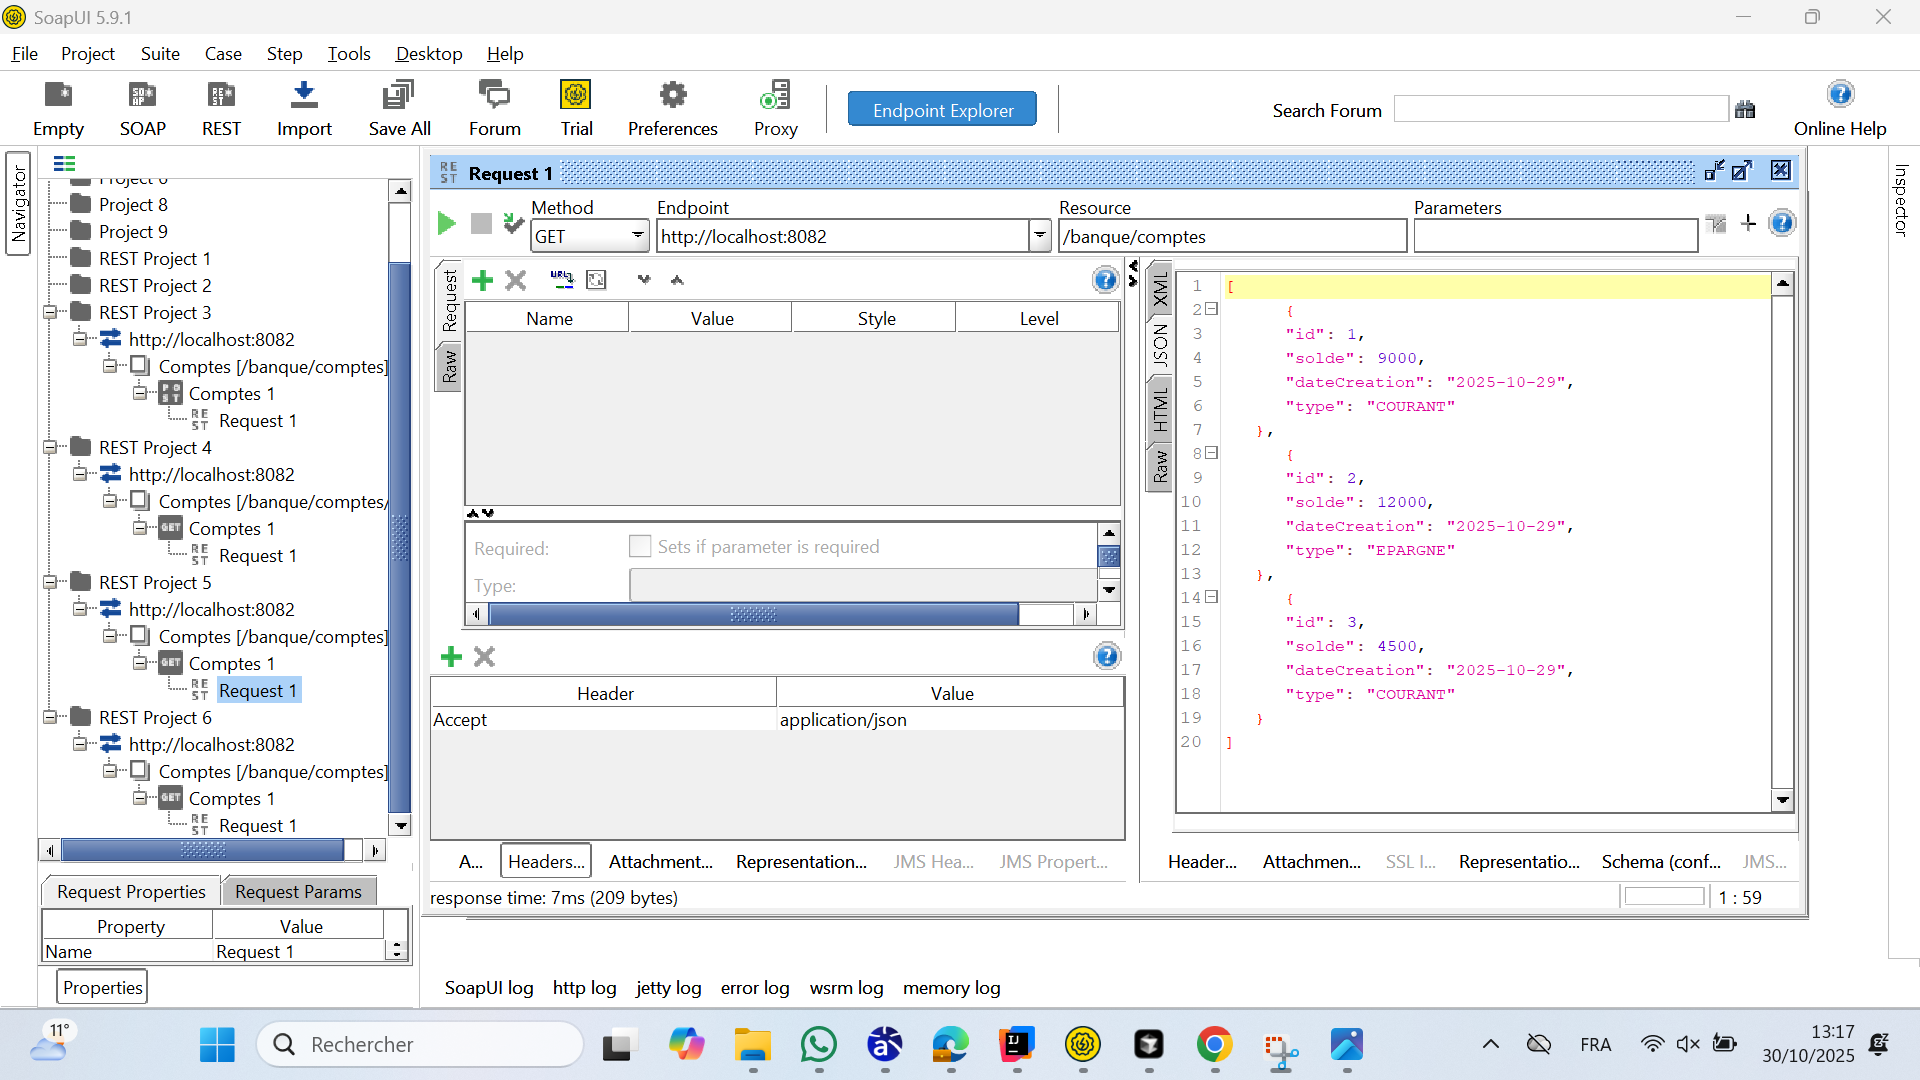 SoapUI 5.9.1
File Project Suite Case Step Tools Desktop Help
Empty SOAP REST Import Save All Forum Trial Preferences Proxy Endpoint Explorer Search Forum Online Help
Navigator
Project 8
Project 9
REST Project 1
REST Project 2
REST Project 3
http://localhost:8082
Comptes [/banque/comptes]
Comptes 1
Request 1
REST Project 4
http://localhost:8082
Comptes [/banque/comptes/
Comptes 1
Request 1
REST Project 5
http://localhost:8082
Comptes [/banque/comptes]
Comptes 1
Request 1
REST Project 6
http://localhost:8082
Comptes [/banque/comptes]
Comptes 1
Request 1
Request Properties Request Params
Property Value
Name Request 1
Properties
Request 1
Method Endpoint Resource Parameters
GET http://localhost:8082 /banque/comptes
Request
Raw
Name Value Style Level
Required: Sets if parameter is required
Type:
Header Value
Accept application/json
A... Headers... Attachment... Representation... JMS Hea... JMS Propert...
response time: 7ms (209 bytes)
XML
JSON
HTML
Raw
1 [
2 {
3 "id": 1,
4 "solde": 9000,
5 "dateCreation": "2025-10-29",
6 "type": "COURANT"
7 },
8 {
9 "id": 2,
10 "solde": 12000,
11 "dateCreation": "2025-10-29",
12 "type": "EPARGNE"
13 },
14 {
15 "id": 3,
16 "solde": 4500,
17 "dateCreation": "2025-10-29",
18 "type": "COURANT"
19 }
20 ]
Header... Attachmen... SSL I... Representatio... Schema (conf... JMS...
1 : 59
Inspector
SoapUI log http log jetty log error log wsrm log memory log
11°
Rechercher
FRA
13:17
30/10/2025